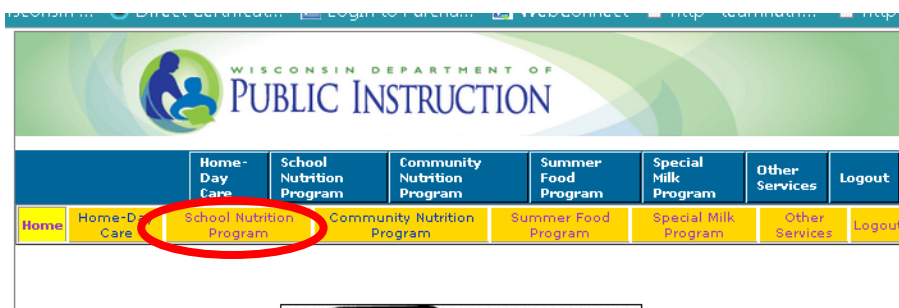 WISCONSIN DEPARTMENT OF
PUBLIC INSTRUCTION
Home-
Day
Care
School
Nutrition
Program
Community
Nutrition
Program
Summer
Food
Program
Special
Milk
Program
Other
Services
Logout
Home
Home-Day
Care
School Nutrition
Program
Community Nutrition
Program
Summer Food
Program
Special Milk
Program
Other
Services
Logout